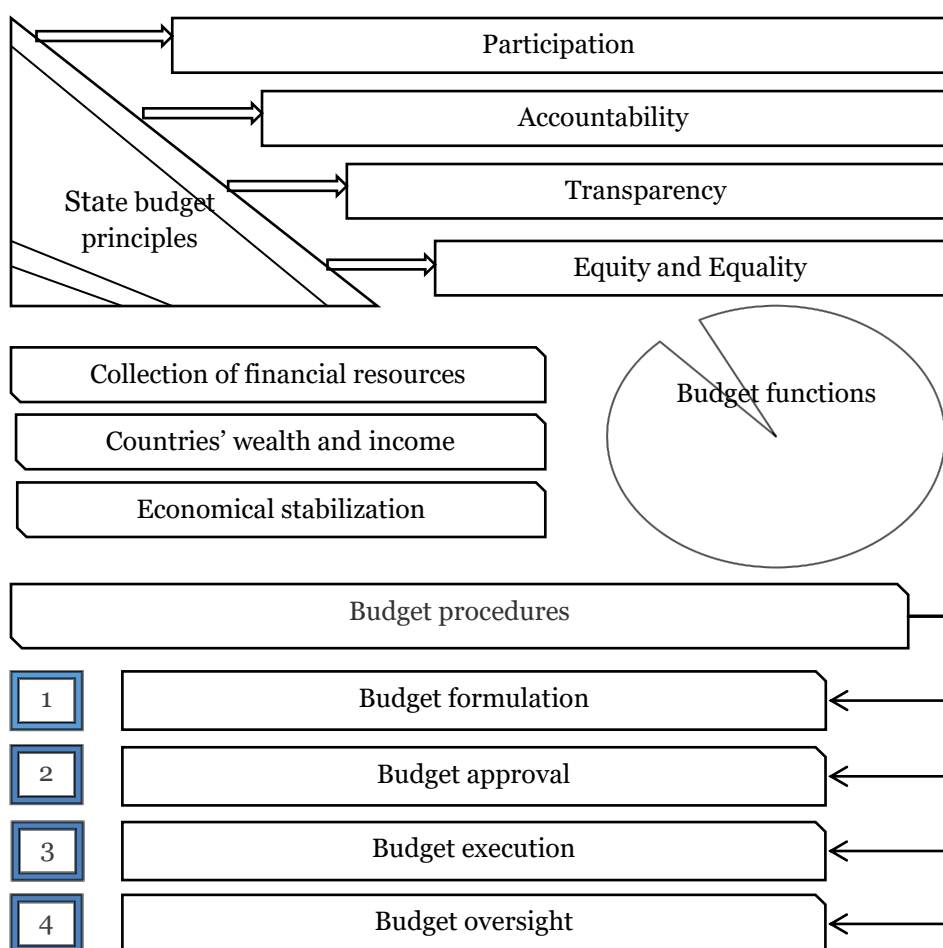 Participation
Accountability
Transparency
State budget
principles
Equity and Equality
Collection of financial resources
Budget functions
Countries’ wealth and income
Economical stabilization
Budget procedures
1
Budget formulation
2
Budget approval
3
Budget execution
4
Budget oversight